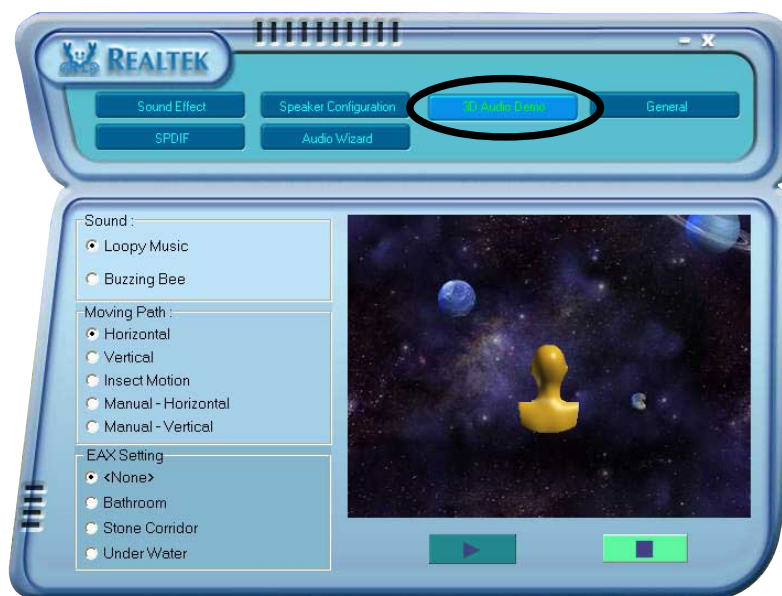 REALTEK
- X
Sound Effect
Speaker Configuration
3D Audio Demo
General
SPDIF
Audio Wizard
Sound :
Loopy Music
Buzzing Bee
Moving Path :
Horizontal
Vertical
Insect Motion
Manual - Horizontal
Manual - Vertical
EAX Setting
<None>
Bathroom
Stone Corridor
Under Water